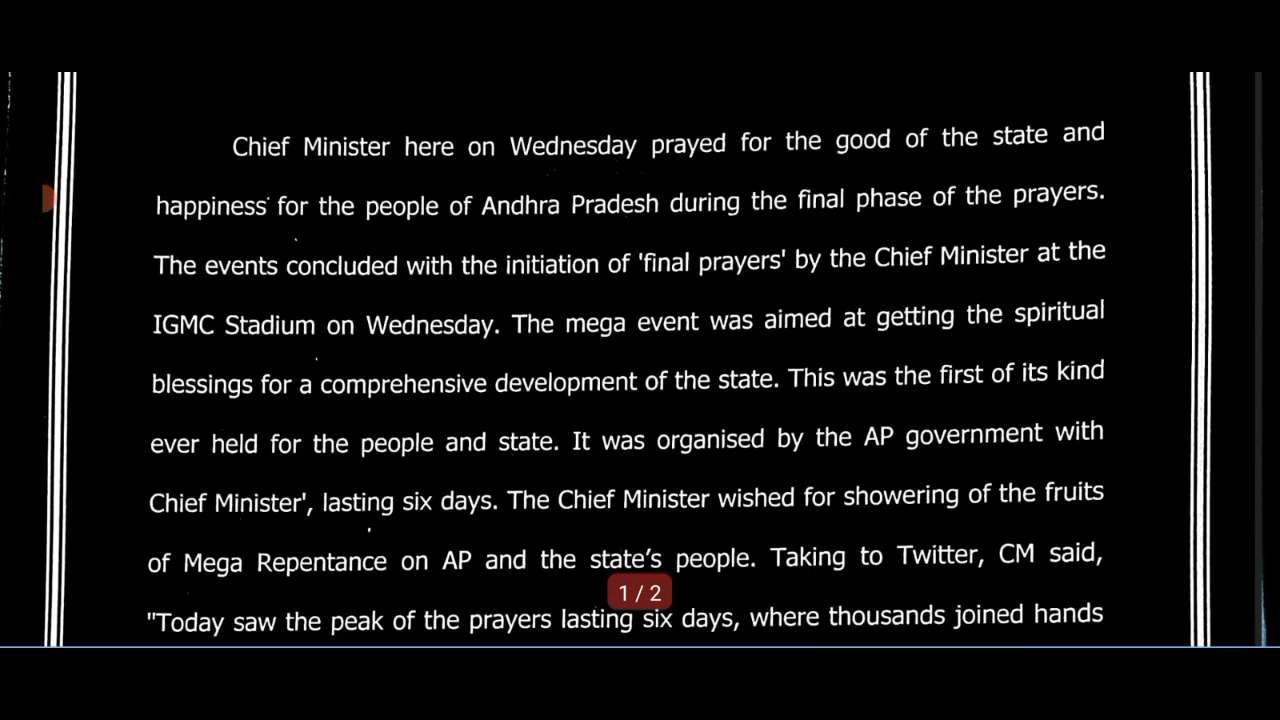 Chief Minister here on Wednesday prayed for the good of the state and
happiness for the people of Andhra Pradesh during the final phase of the prayers.
The events concluded with the initiation of 'final prayers' by the Chief Minister at the
IGMC Stadium on Wednesday. The mega event was aimed at getting the spiritual
blessings for a comprehensive development of the state. This was the first of its kind
ever held for the people and state. It was organised by the AP government with
Chief Minister', lasting six days. The Chief Minister wished for showering of the fruits
of Mega Repentance on AP and the state's people. Taking to Twitter, CM said,
1 / 2
"Today saw the peak of the prayers lasting six days, where thousands joined hands